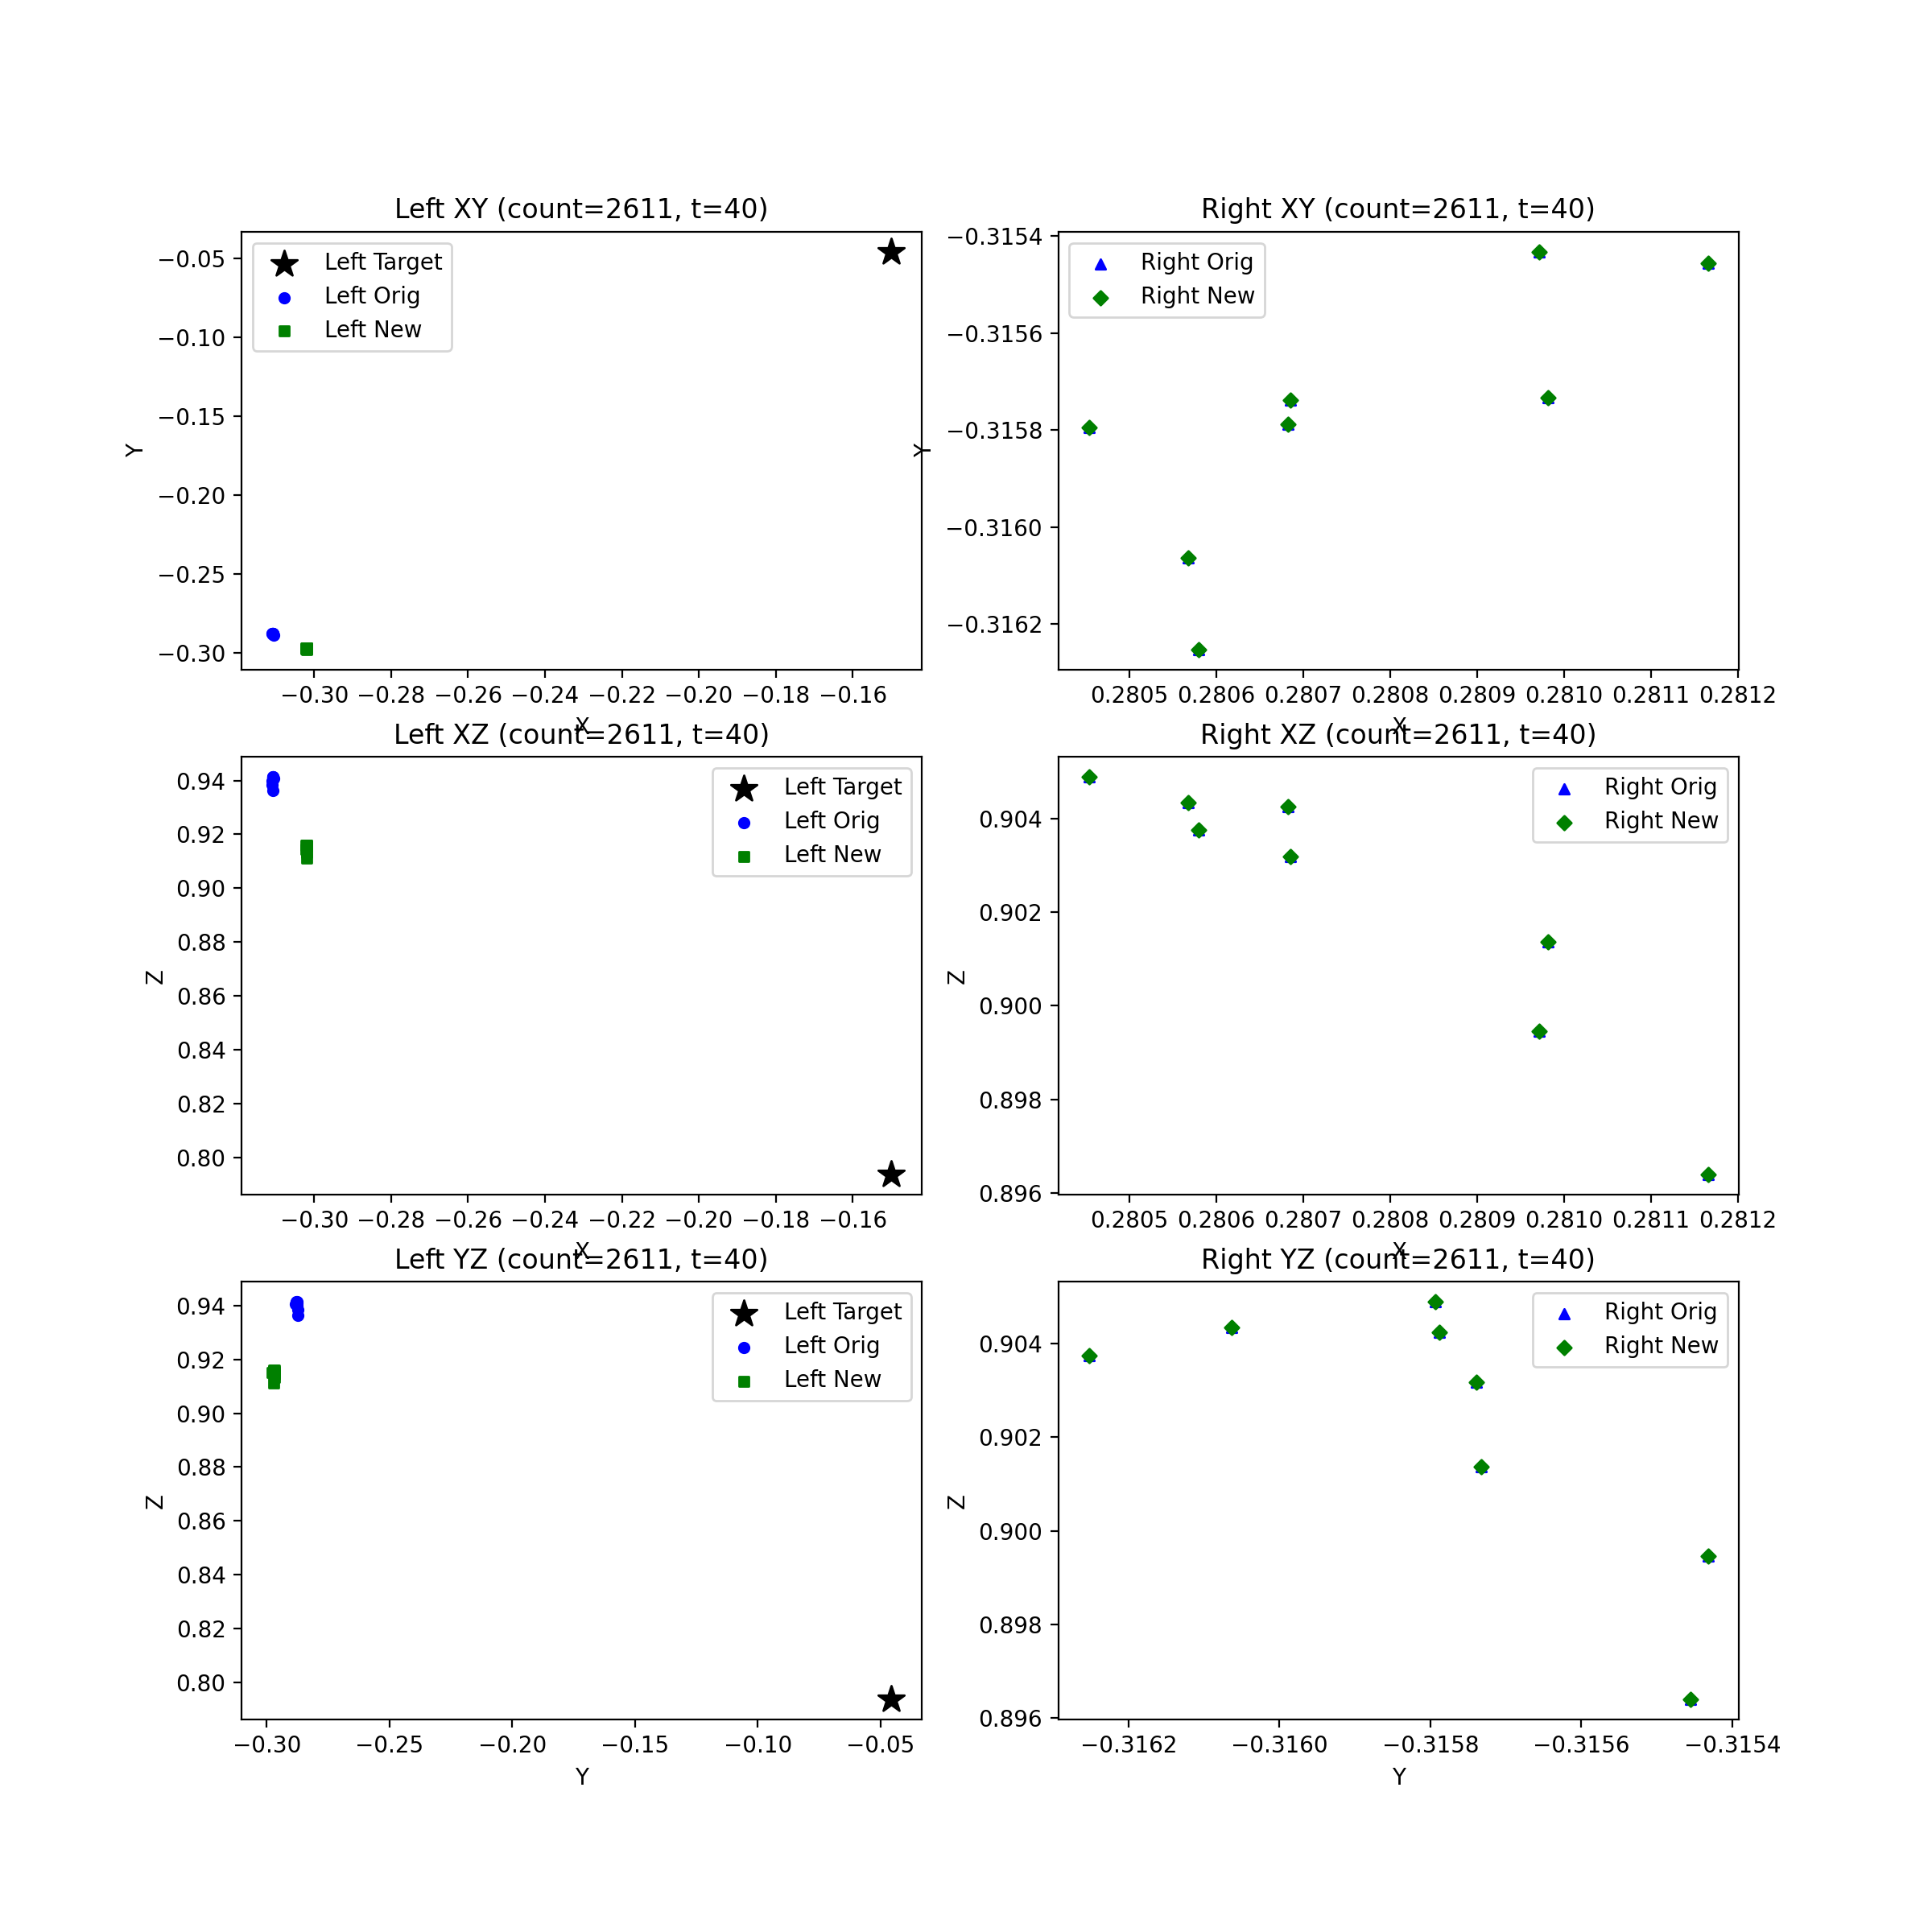 Left XY (count=2611, t=40)
Left Target
Left Orig
Left New
−0.05
−0.10
−0.15
−0.20
−0.25
−0.30
Y
−0.30 −0.28 −0.26 −0.24 −0.22 −0.20 −0.18 −0.16
X
Right XY (count=2611, t=40)
Right Orig
Right New
−0.3154
−0.3156
−0.3158
−0.3160
−0.3162
Y
0.2805 0.2806 0.2807 0.2808 0.2809 0.2810 0.2811 0.2812
X
Left XZ (count=2611, t=40)
Left Target
Left Orig
Left New
0.94
0.92
0.90
0.88
0.86
0.84
0.82
0.80
Z
−0.30 −0.28 −0.26 −0.24 −0.22 −0.20 −0.18 −0.16
X
Right XZ (count=2611, t=40)
Right Orig
Right New
0.904
0.902
0.900
0.898
0.896
Z
0.2805 0.2806 0.2807 0.2808 0.2809 0.2810 0.2811 0.2812
X
Left YZ (count=2611, t=40)
Left Target
Left Orig
Left New
0.94
0.92
0.90
0.88
0.86
0.84
0.82
0.80
Z
−0.30 −0.25 −0.20 −0.15 −0.10 −0.05
Y
Right YZ (count=2611, t=40)
Right Orig
Right New
0.904
0.902
0.900
0.898
0.896
Z
−0.3162 −0.3160 −0.3158 −0.3156 −0.3154
Y